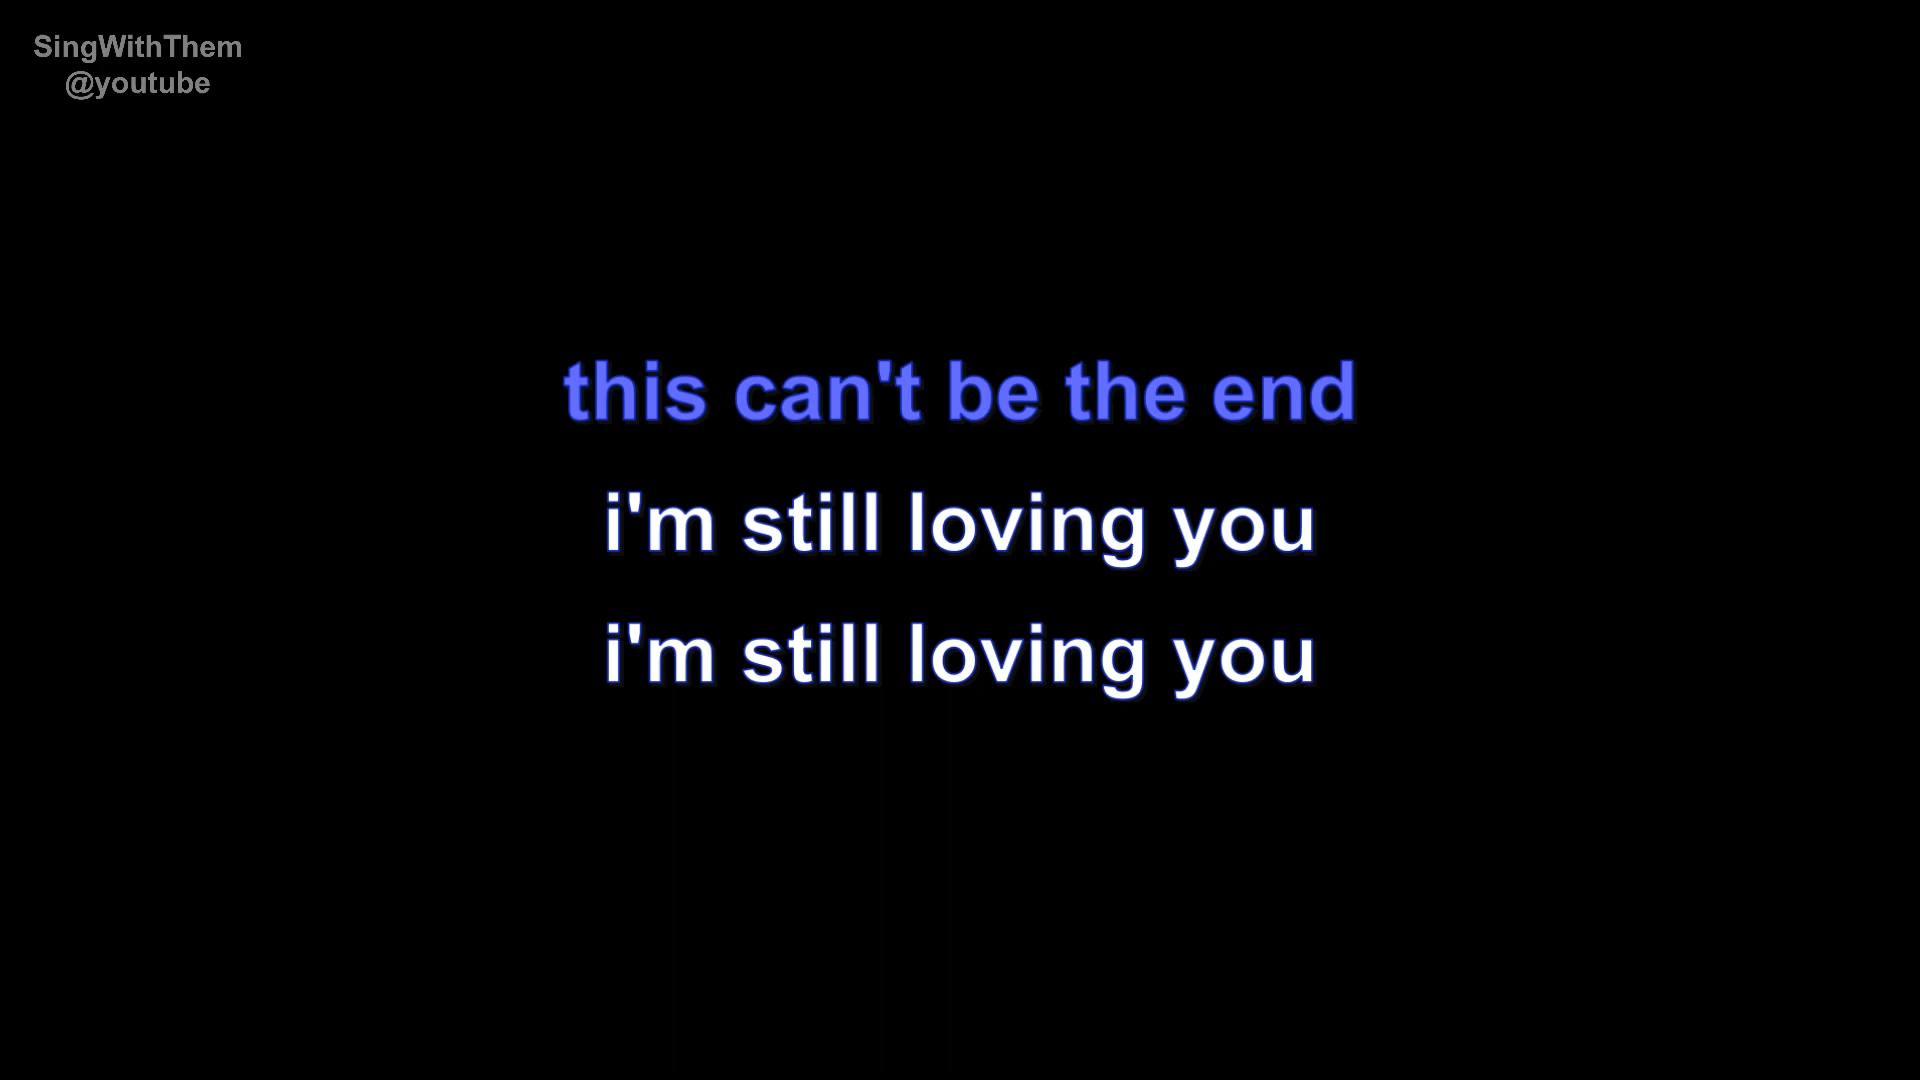 SingWithThem
@youtube
this can't be the end
i'm still loving you
i'm still loving you